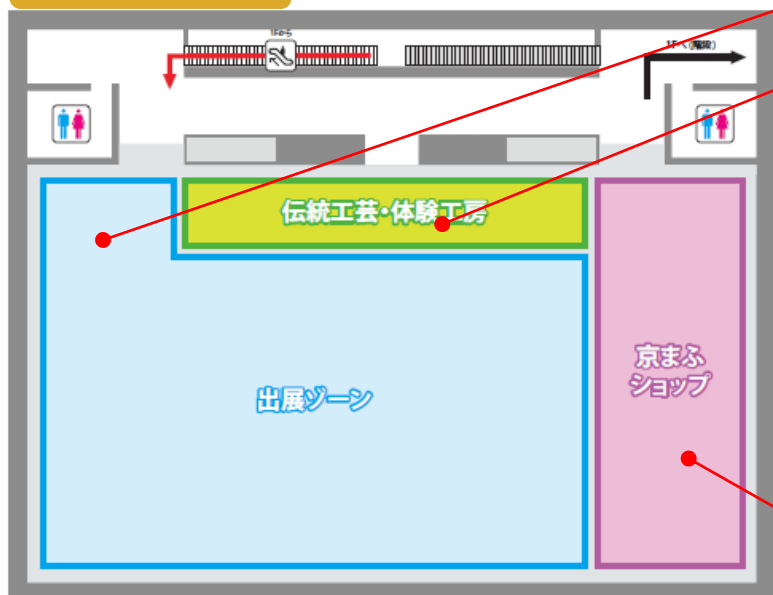 1Fから
1Fへ(階段)
伝統工芸・体験工房
京まふ
ショップ
出展ゾーン